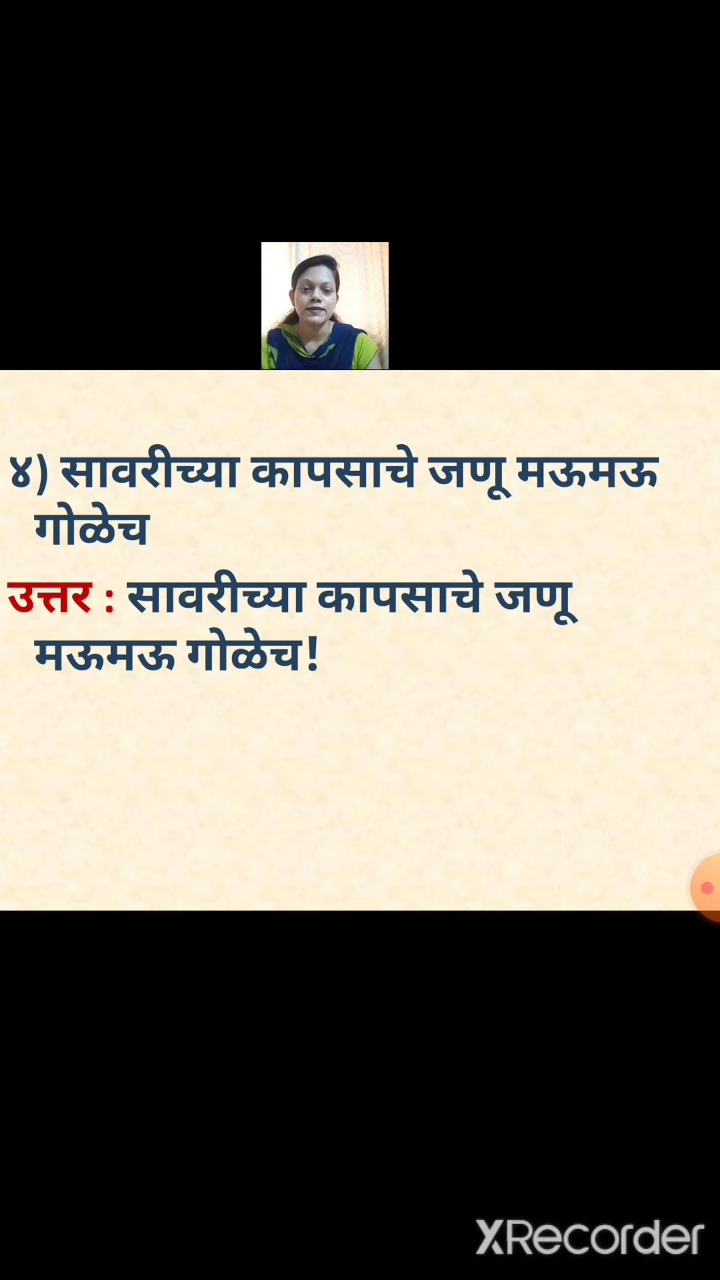 ४) सावरीच्या कापसाचे जणू मऊमऊ
गोळेच
उत्तर : सावरीच्या कापसाचे जणू
मऊमऊ गोळेच!
XRecorder